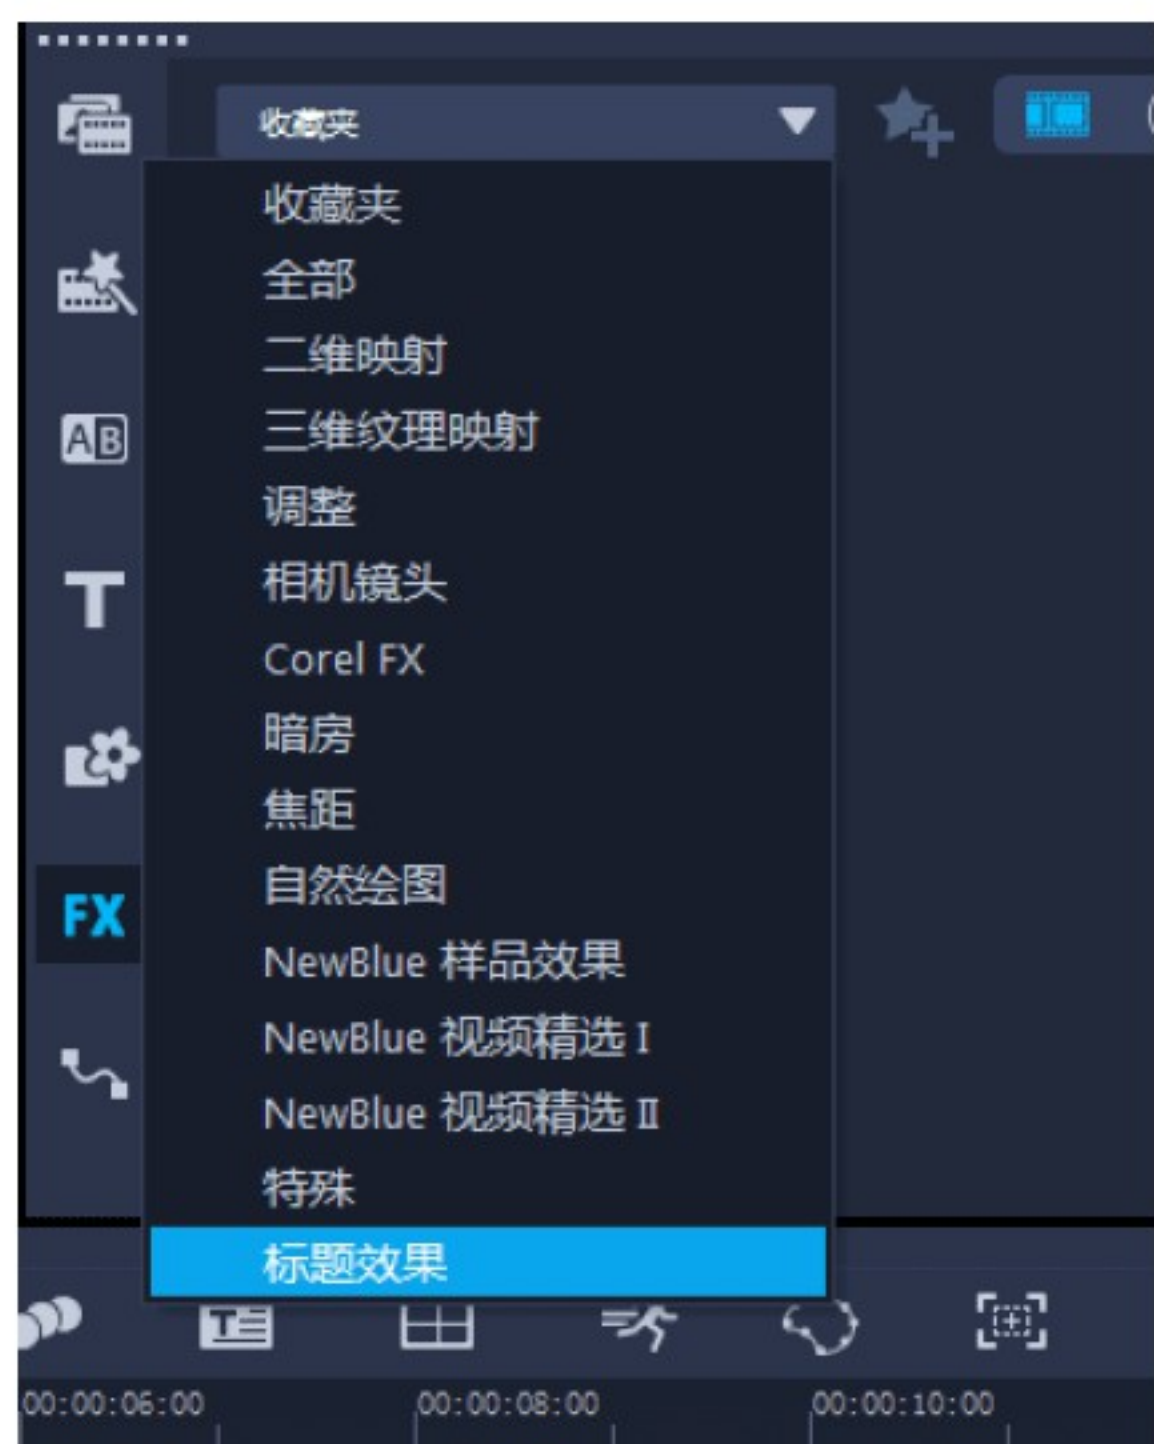 收藏夹
收藏夹
全部
二维映射
三维纹理映射
AB
调整
相机镜头
T
Corel FX
暗房
焦距
自然绘图
FX
NewBlue 样品效果
NewBlue 视频精选 I
NewBlue 视频精选 II
特殊
标题效果
T
00:00:06:00 00:00:08:00 00:00:10:00